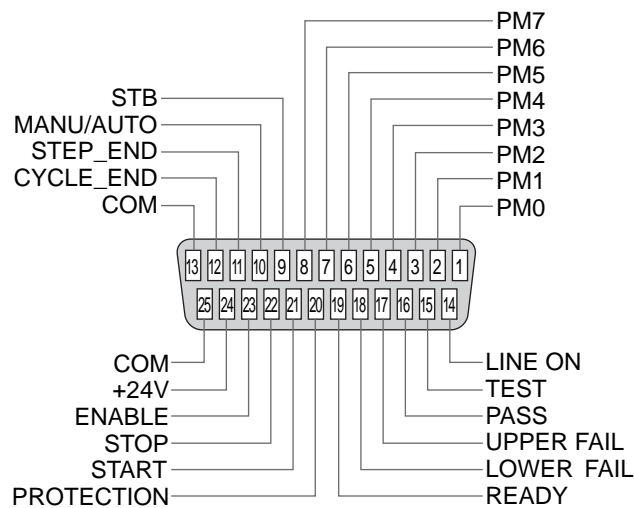 PM7
PM6
PM5
PM4
PM3
PM2
PM1
PM0
STB
MANU/AUTO
STEP_END
CYCLE_END
COM
13 12 11 10 9 8 7 6 5 4 3 2 1
25 24 23 22 21 20 19 18 17 16 15 14
COM
+24V
ENABLE
STOP
START
PROTECTION
LINE ON
TEST
PASS
UPPER FAIL
LOWER FAIL
READY